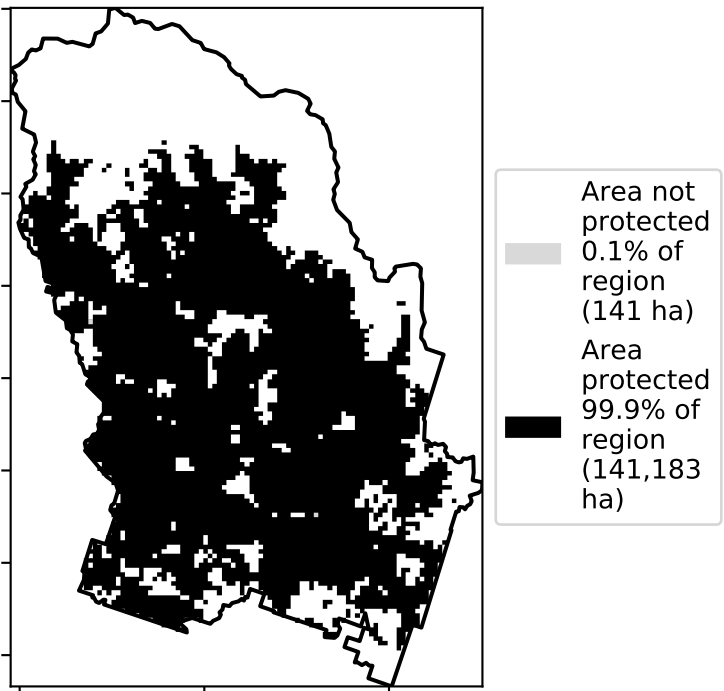 Area not
protected
0.1% of
region
(141 ha)
Area
protected
99.9% of
region
(141,183
ha)